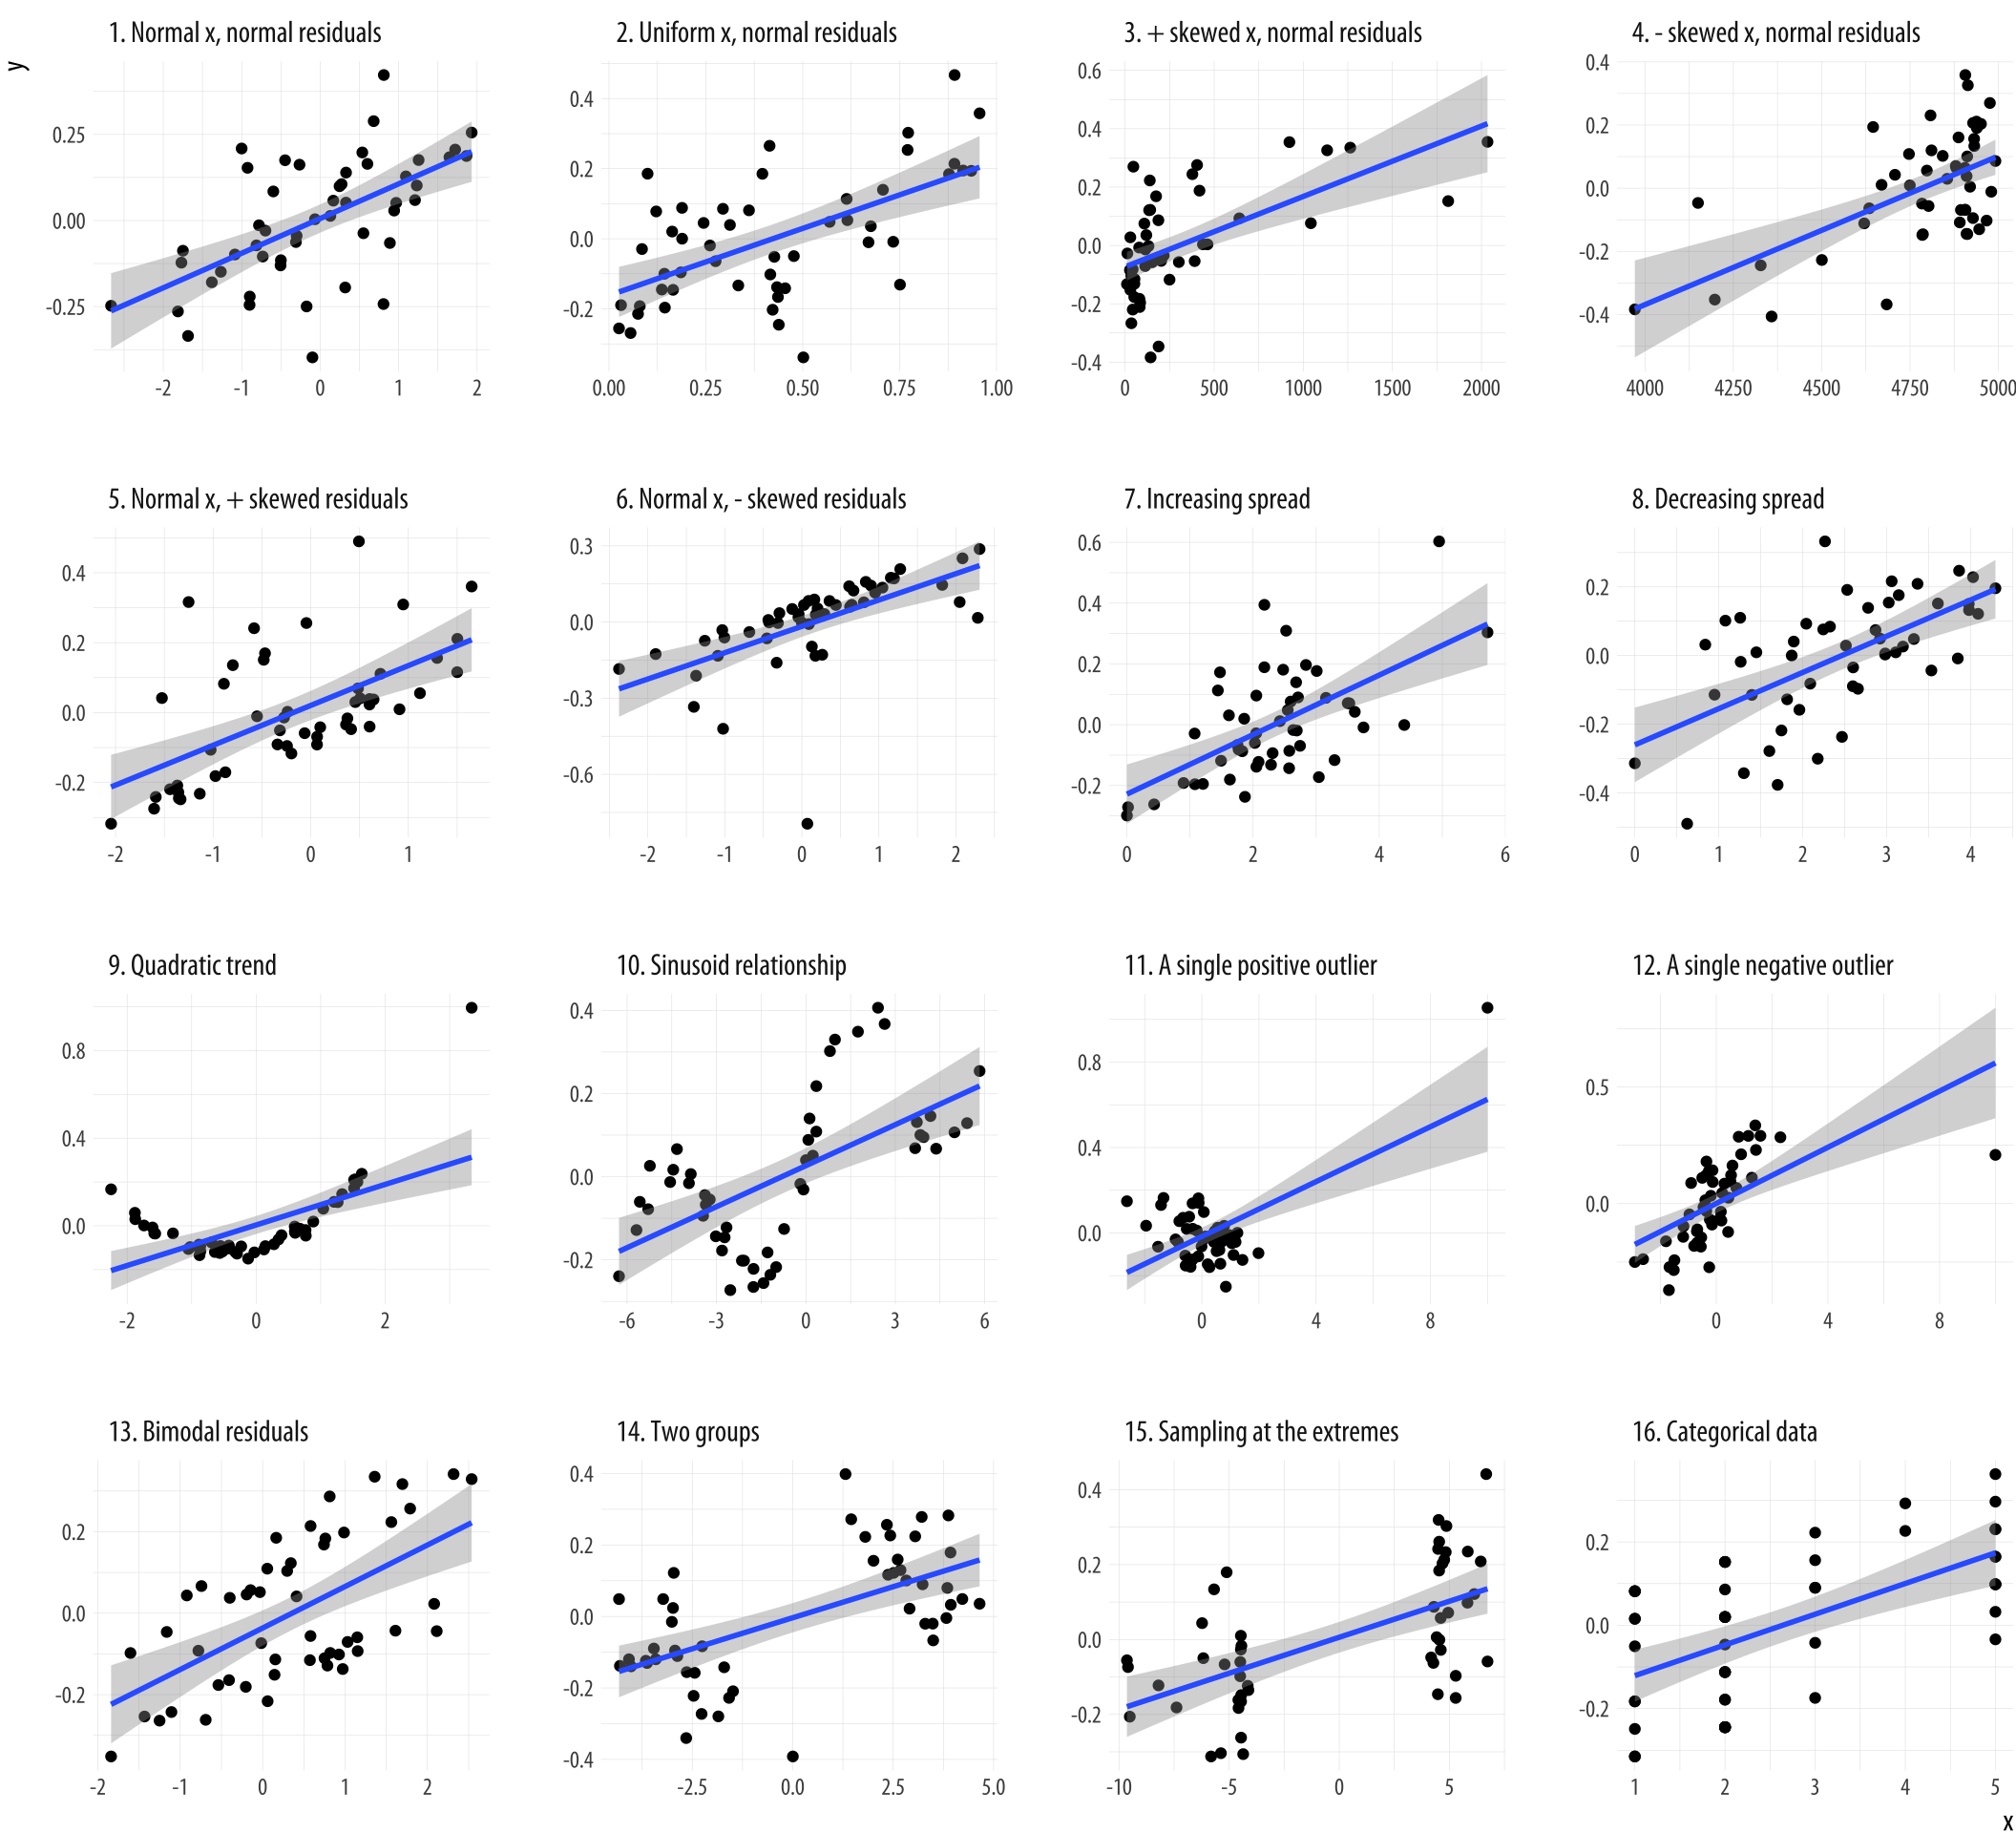 y
1. Normal x, normal residuals
0.25
0.00
-0.25
-2 -1 0 1 2
2. Uniform x, normal residuals
0.4
0.2
0.0
-0.2
0.00 0.25 0.50 0.75 1.00
3. + skewed x, normal residuals
0.6
0.4
0.2
0.0
-0.2
-0.4
0 500 1000 1500 2000
4. - skewed x, normal residuals
0.4
0.2
0.0
-0.2
-0.4
4000 4250 4500 4750 5000
5. Normal x, + skewed residuals
0.4
0.2
0.0
-0.2
-2 -1 0 1
6. Normal x, - skewed residuals
0.3
0.0
-0.3
-0.6
-2 -1 0 1 2
7. Increasing spread
0.6
0.4
0.2
0.0
-0.2
0 2 4 6
8. Decreasing spread
0.2
0.0
-0.2
-0.4
0 1 2 3 4
9. Quadratic trend
0.8
0.4
0.0
-2 0 2
10. Sinusoid relationship
0.4
0.2
0.0
-0.2
-6 -3 0 3 6
11. A single positive outlier
0.8
0.4
0.0
0 4 8
12. A single negative outlier
0.5
0.0
0 4 8
13. Bimodal residuals
0.2
0.0
-0.2
-2 -1 0 1 2
14. Two groups
0.4
0.2
0.0
-0.2
-0.4
-2.5 0.0 2.5 5.0
15. Sampling at the extremes
0.4
0.2
0.0
-0.2
-10 -5 0 5
16. Categorical data
0.2
0.0
-0.2
1 2 3 4 5
x